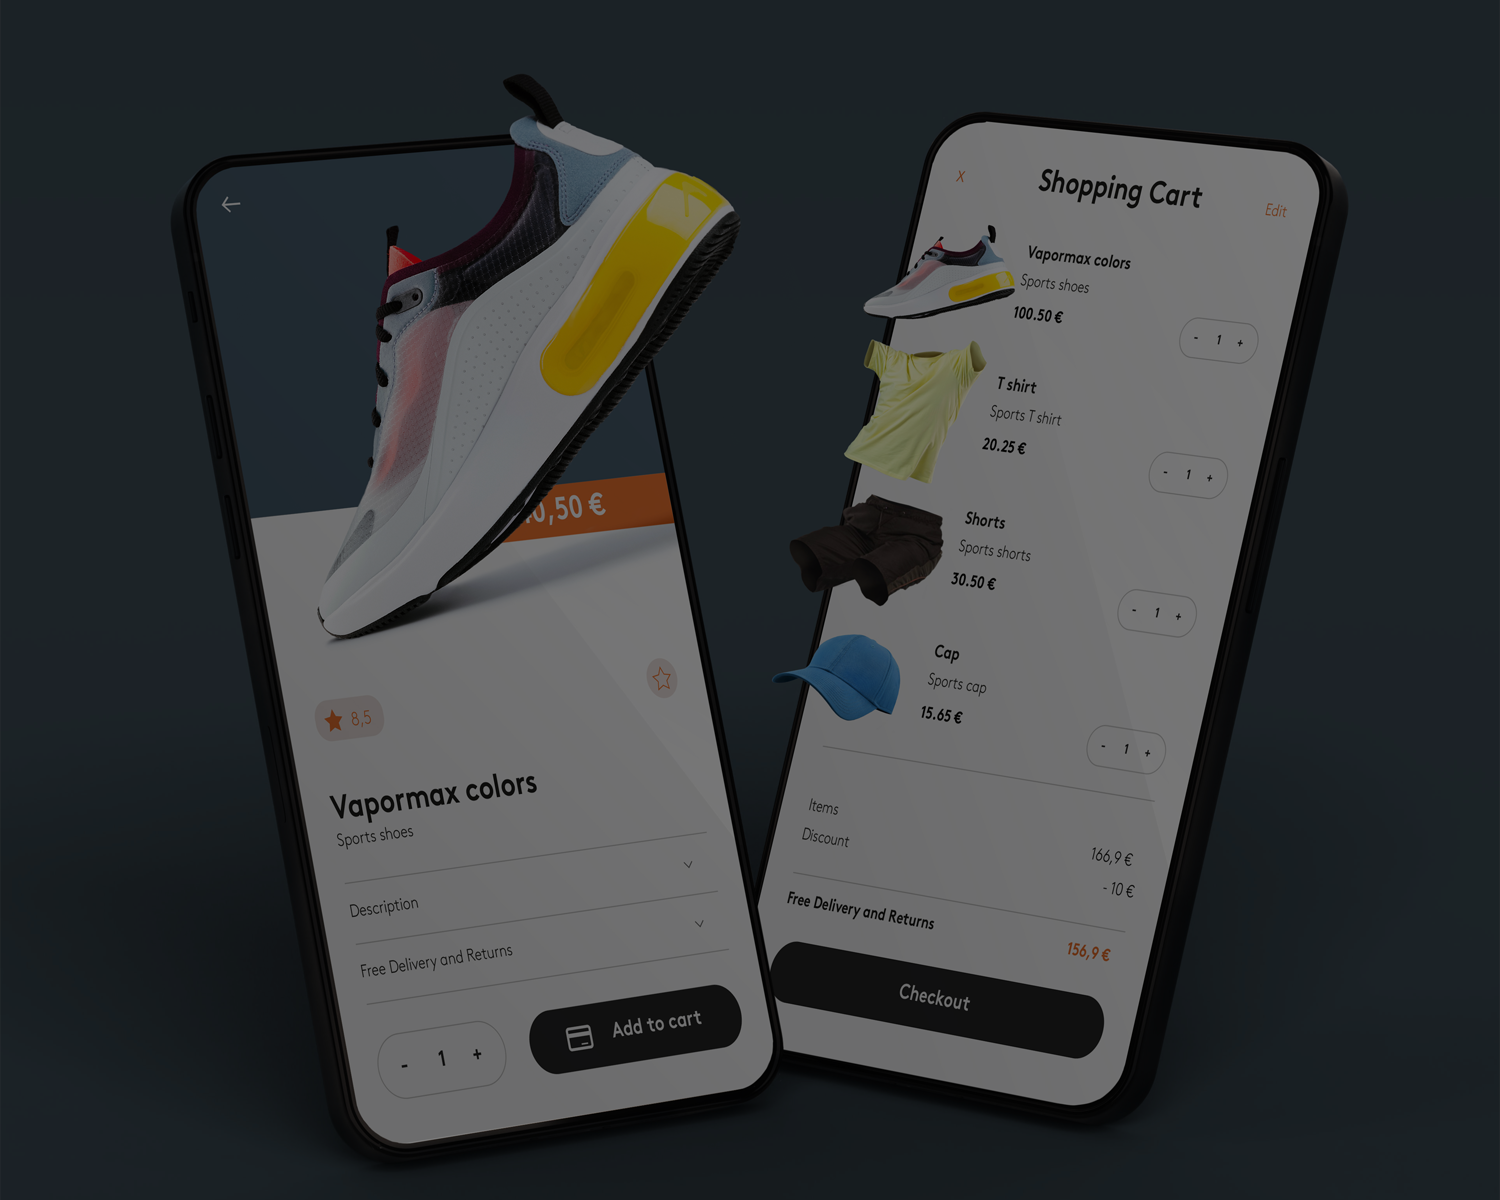 0,50 €
8,5
Vapormax colors
Sports shoes
Description
Free Delivery and Returns
- 1 +
Add to cart
X
Shopping Cart
Edit
Vapormax colors
Sports shoes
100.50 €
- 1 +
T shirt
Sports T shirt
20.25 €
- 1 +
Shorts
Sports shorts
30.50 €
- 1 +
Cap
Sports cap
15.65 €
- 1 +
Items
166,9 €
Discount
- 10 €
Free Delivery and Returns
156,9 €
Checkout